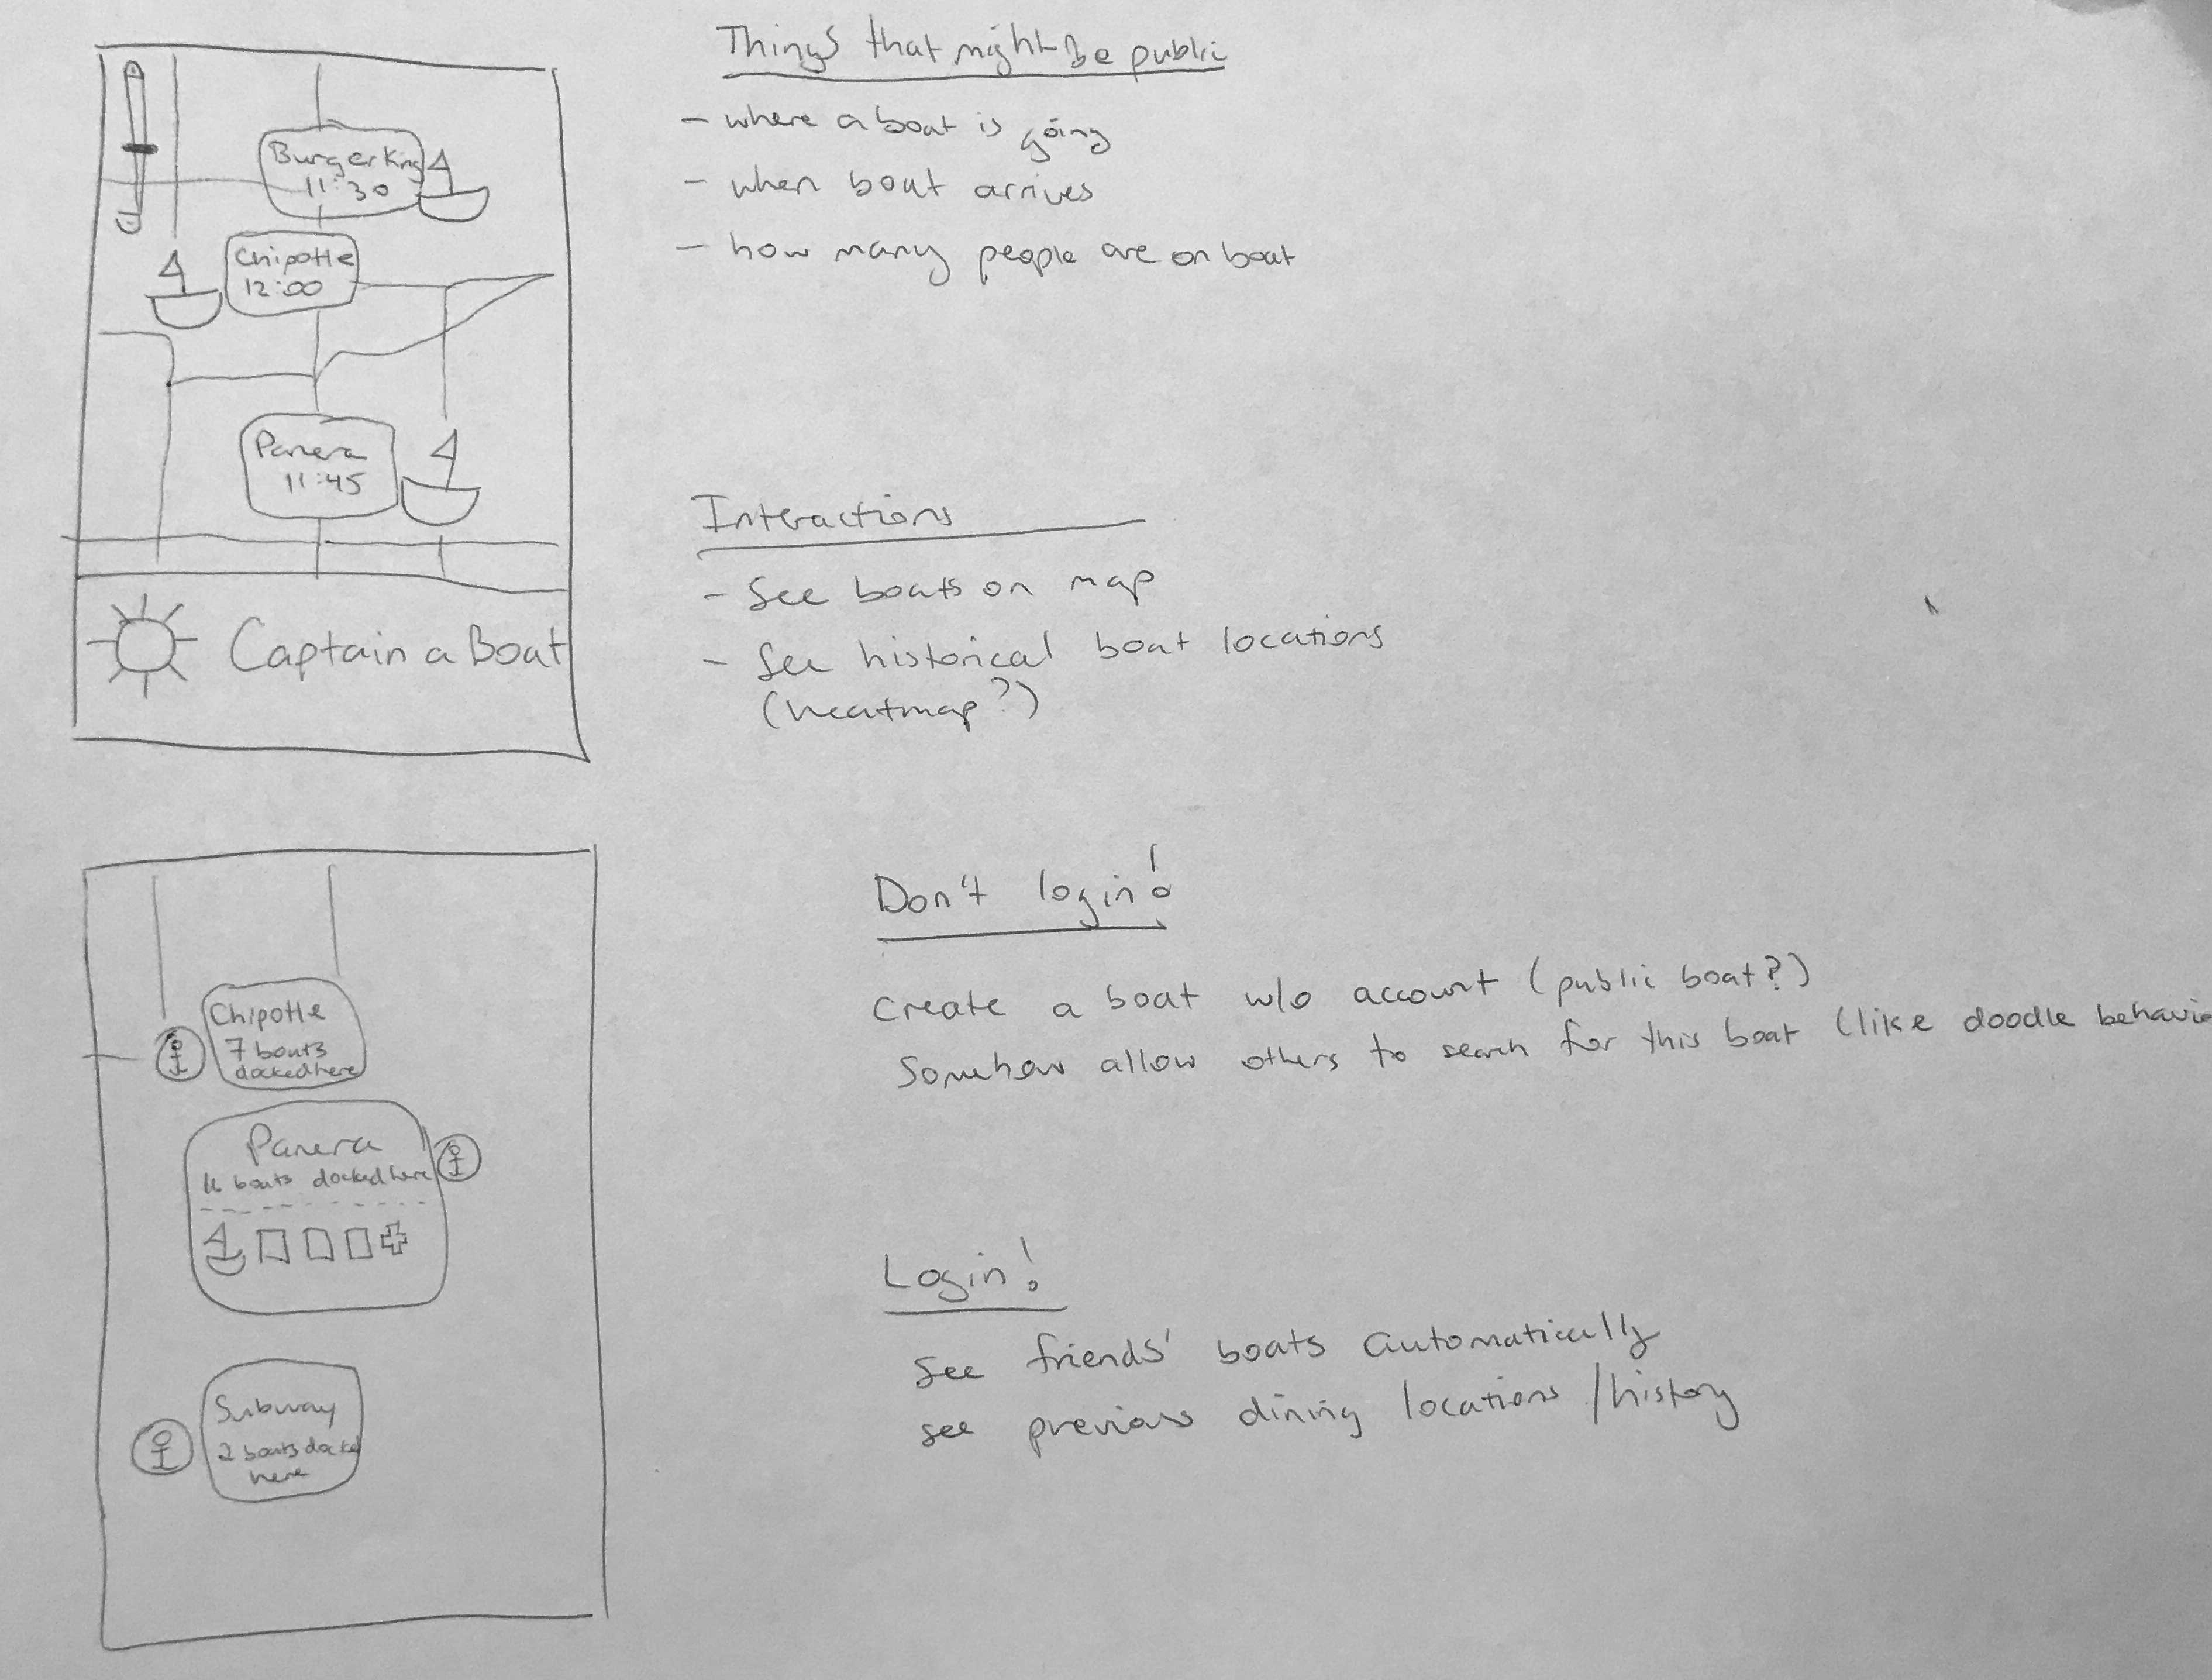 Burger King
11:30
Chipotle
12:00
Panera
11:45
Captain a Boat
Things that might be public
- where a boat is going
- when boat arrives
- how many people are on boat
Interactions
- See boats on map
- See historical boat locations
(heatmap?)
Chipotle
7 boats
docked here
Panera
boats docked here
Subway
2 boats docked
here
Don't login!
Create a boat w/o account (public boat?)
Somehow allow others to search for this boat (like doodle behavio
Login!
See friends' boats automatically
see previous dining locations / history